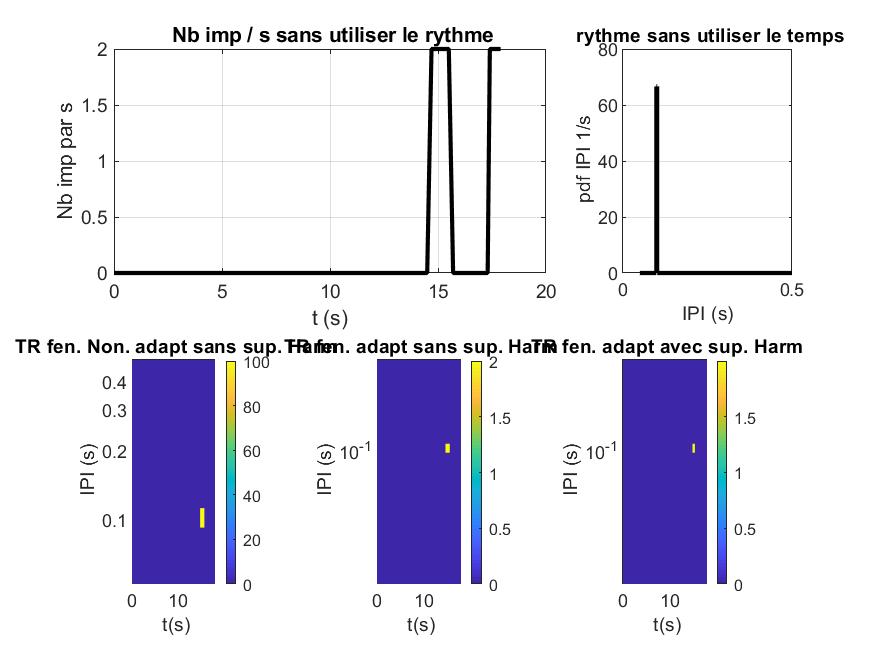 Nb imp / s sans utiliser le rythme
rythme sans utiliser le temps
2
1.5
1
0.5
0
Nb imp par s
0 5 10 15 20
t (s)
80
60
40
20
0
pdf IPI 1/s
0 0.5
IPI (s)
TR fen. Non. adapt sans sup. Harm
TR fen. adapt sans sup. Harm
TR fen. adapt avec sup. Harm
0.4
0.3
0.2
0.1
IPI (s)
0 10
t(s)
100
80
60
40
20
0
10^-1
IPI (s)
0 10
t(s)
2
1.5
1
0.5
0
10^-1
IPI (s)
0 10
t(s)
1.5
1
0.5
0